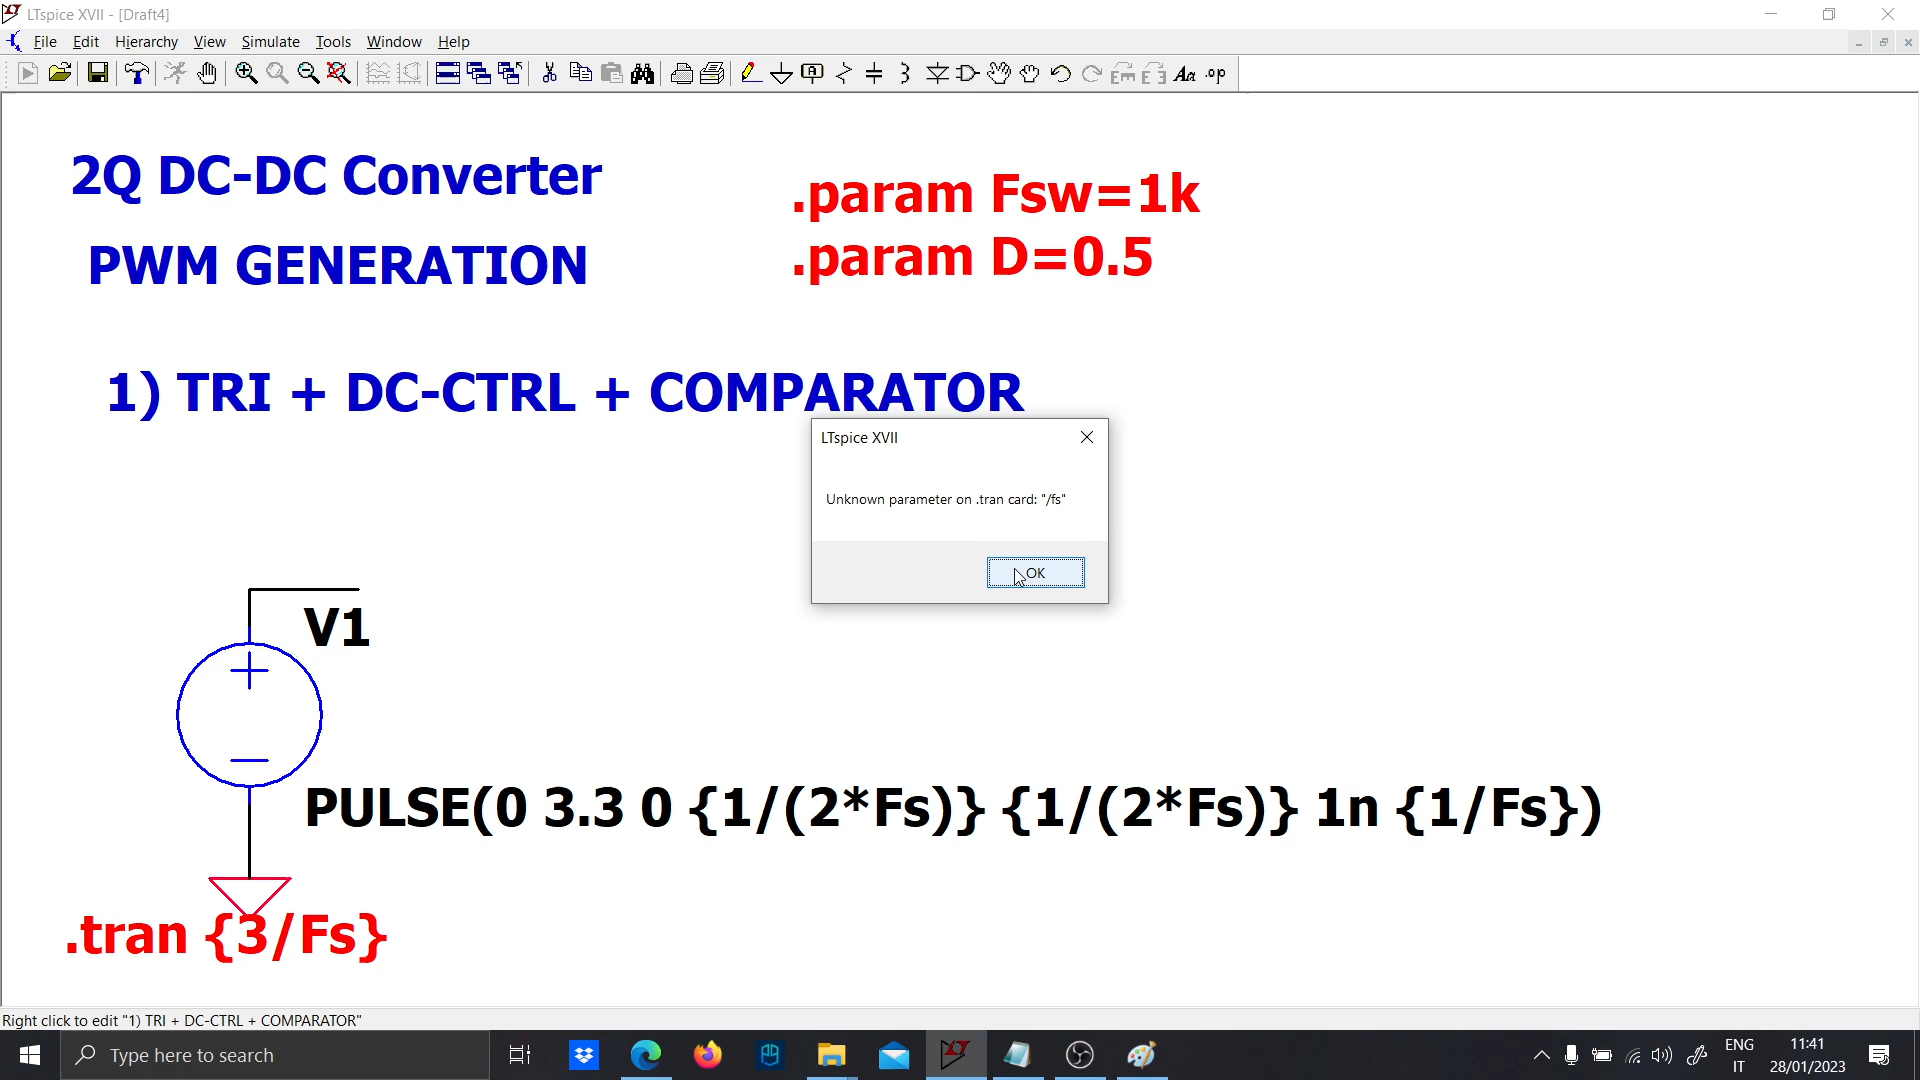 LTspice XVII - [Draft4]
File Edit Hierarchy View Simulate Tools Window Help
.op
2Q DC-DC Converter
PWM GENERATION
.param Fsw=1k
.param D=0.5
1) TRI + DC-CTRL + COMPARATOR
LTspice XVII
Unknown parameter on .tran card: "/fs"
OK
V1
PULSE(0 3.3 0 {1/(2*Fs)} {1/(2*Fs)} 1n {1/Fs})
.tran {3/Fs}
Right click to edit "1) TRI + DC-CTRL + COMPARATOR"
Type here to search
ENG
IT
11:41
28/01/2023